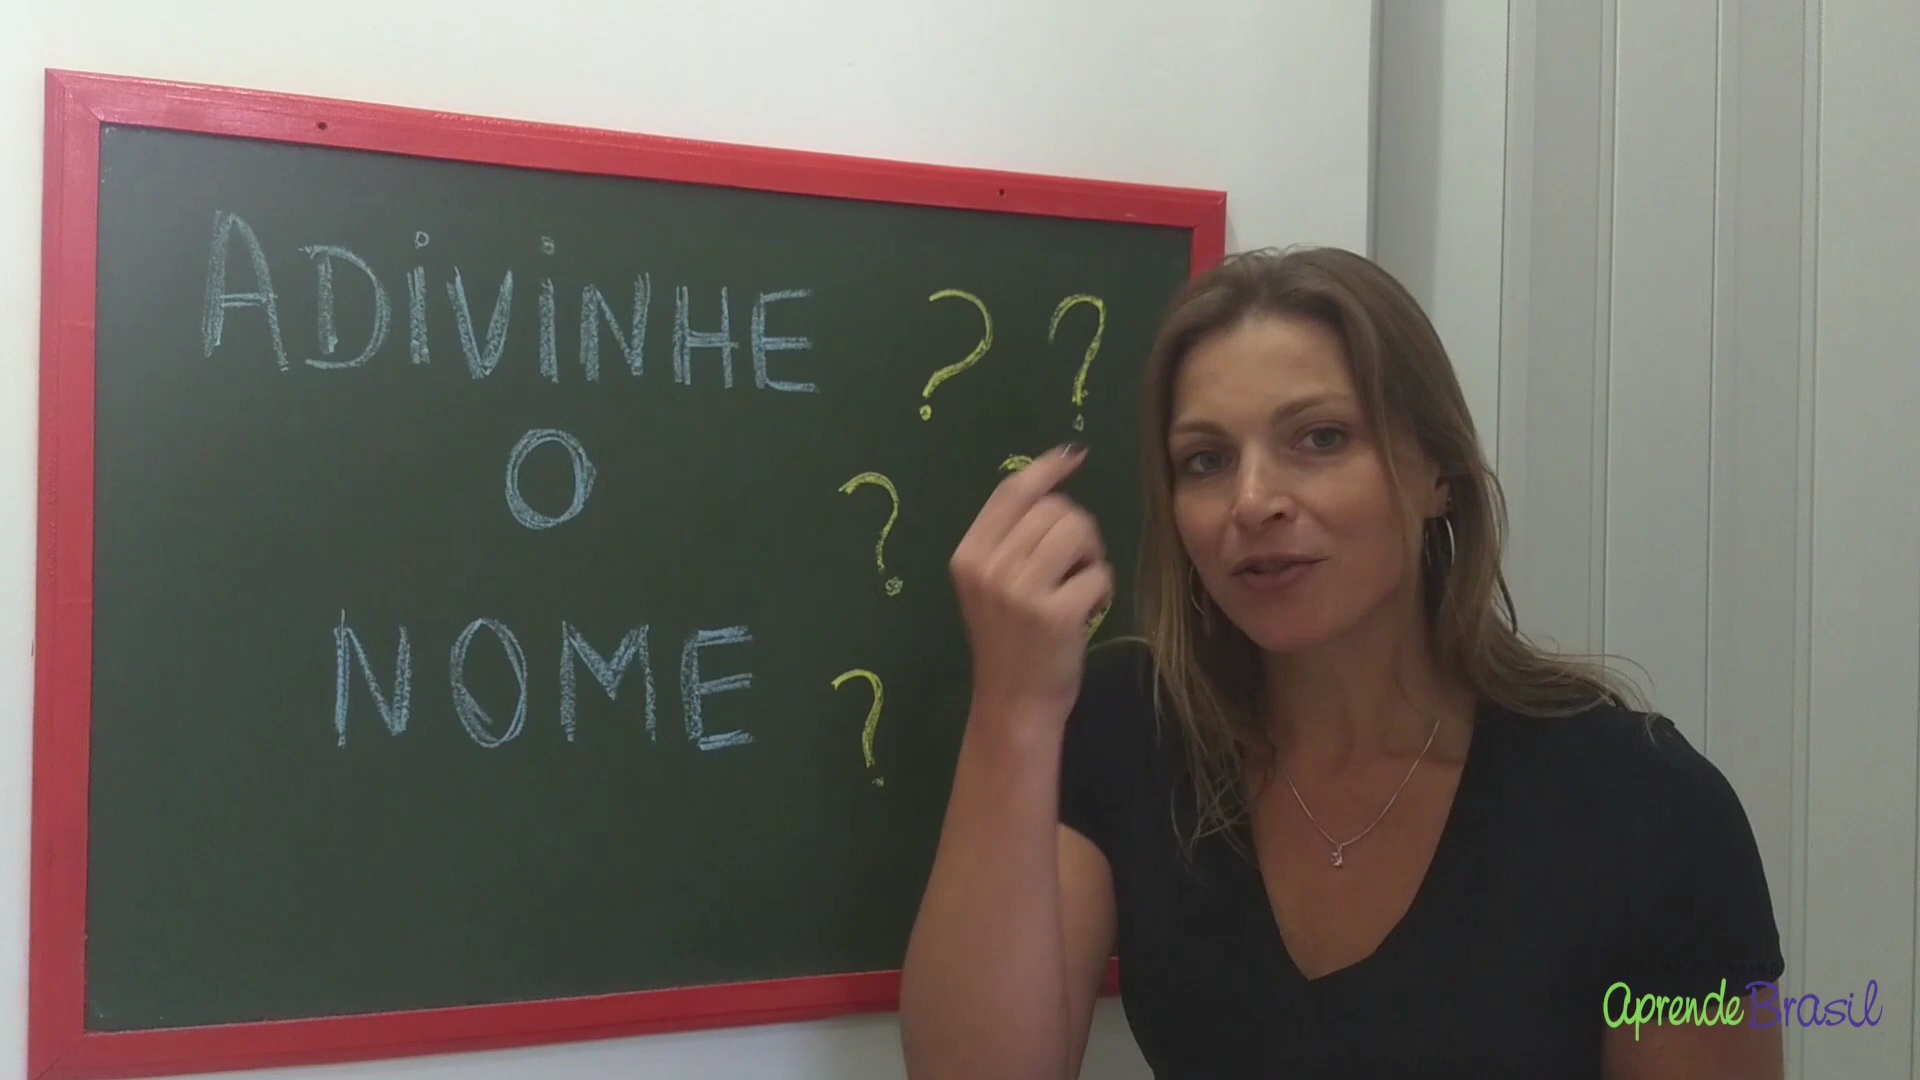 ADIVINHE ? ?
O ?
NOME ?
aprendeBrasil